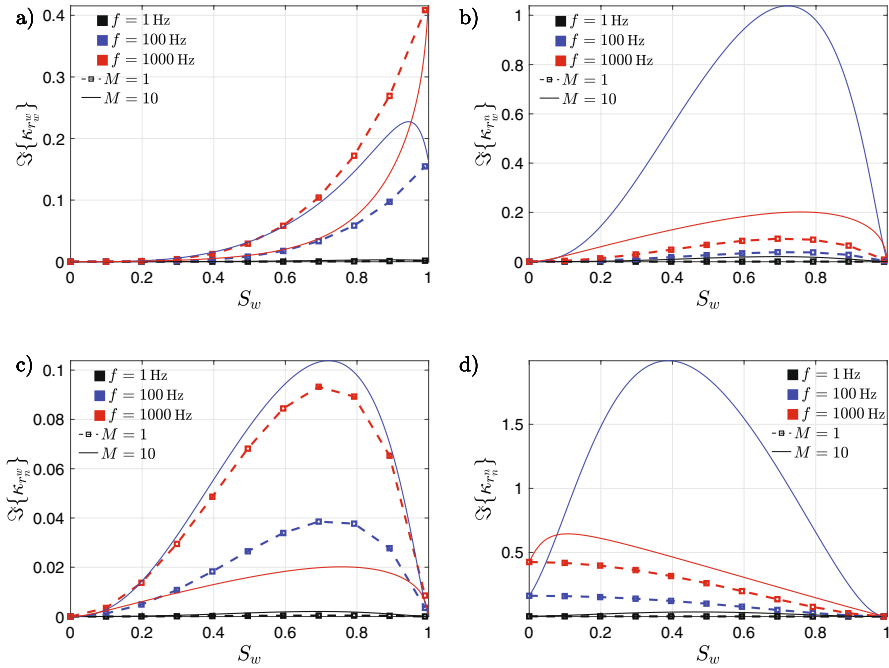 a)
f = 1 Hz
f = 100 Hz
f = 1000 Hz
M = 1
M = 10
0.4
0.3
0.2
0.1
0
0 0.2 0.4 0.6 0.8 1
S_w
ℑ{κ_{r_w^w}}
b)
f = 1 Hz
f = 100 Hz
f = 1000 Hz
M = 1
M = 10
1
0.8
0.6
0.4
0.2
0
0 0.2 0.4 0.6 0.8 1
S_w
ℑ{κ_{r_w^n}}
c)
f = 1 Hz
f = 100 Hz
f = 1000 Hz
M = 1
M = 10
0.1
0.08
0.06
0.04
0.02
0
0 0.2 0.4 0.6 0.8 1
S_w
ℑ{κ_{r_n^w}}
d)
f = 1 Hz
f = 100 Hz
f = 1000 Hz
M = 1
M = 10
1.5
1
0.5
0
0 0.2 0.4 0.6 0.8 1
S_w
ℑ{κ_{r_n^n}}